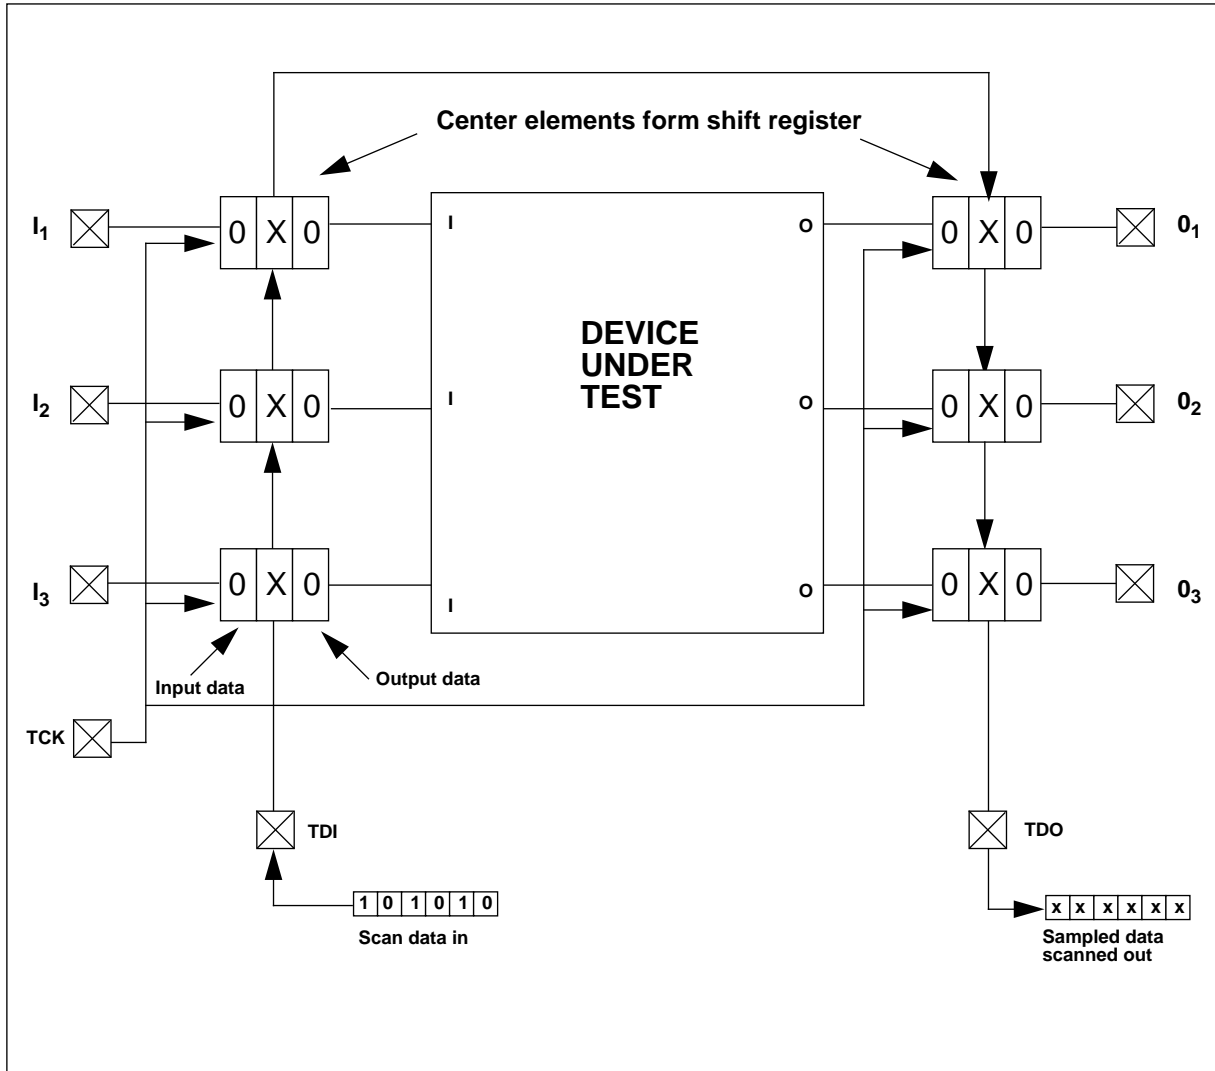 Center elements form shift register
I1 0 X 0 I O 0 X 0 01
DEVICE
UNDER
TEST
I2 0 X 0 I O 0 X 0 02
I3 0 X 0 I O 0 X 0 03
Input data Output data
TCK
TDI TDO
1 0 1 0 1 0 x x x x x x
Scan data in Sampled data
scanned out